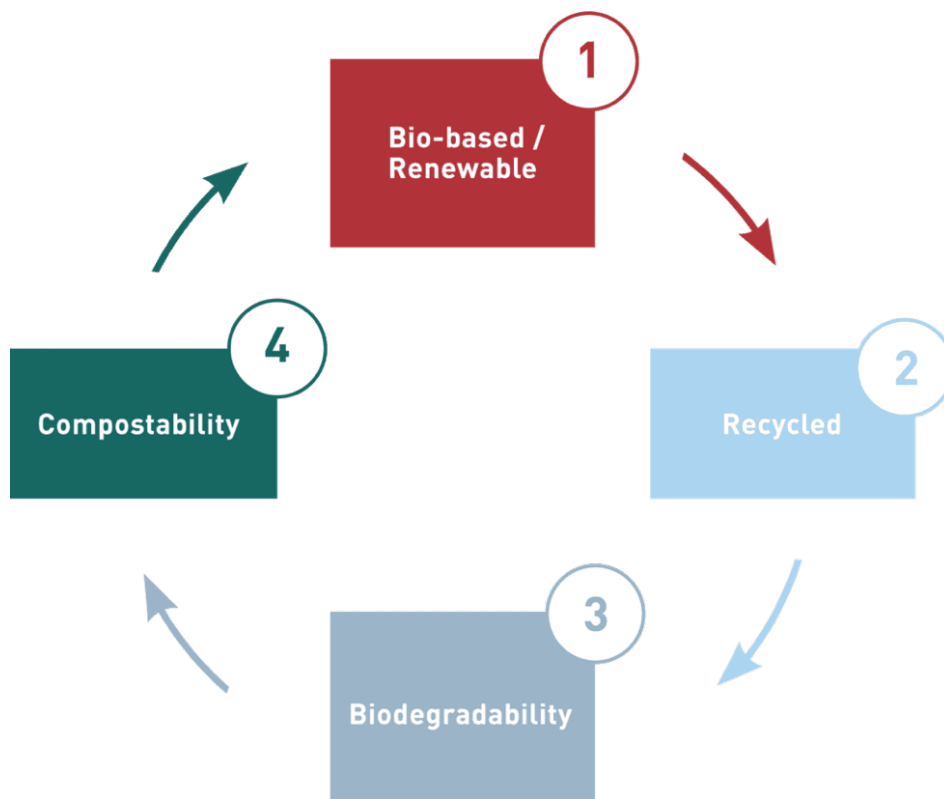 1
Bio-based /
Renewable
2
Recycled
3
Biodegradability
4
Compostability